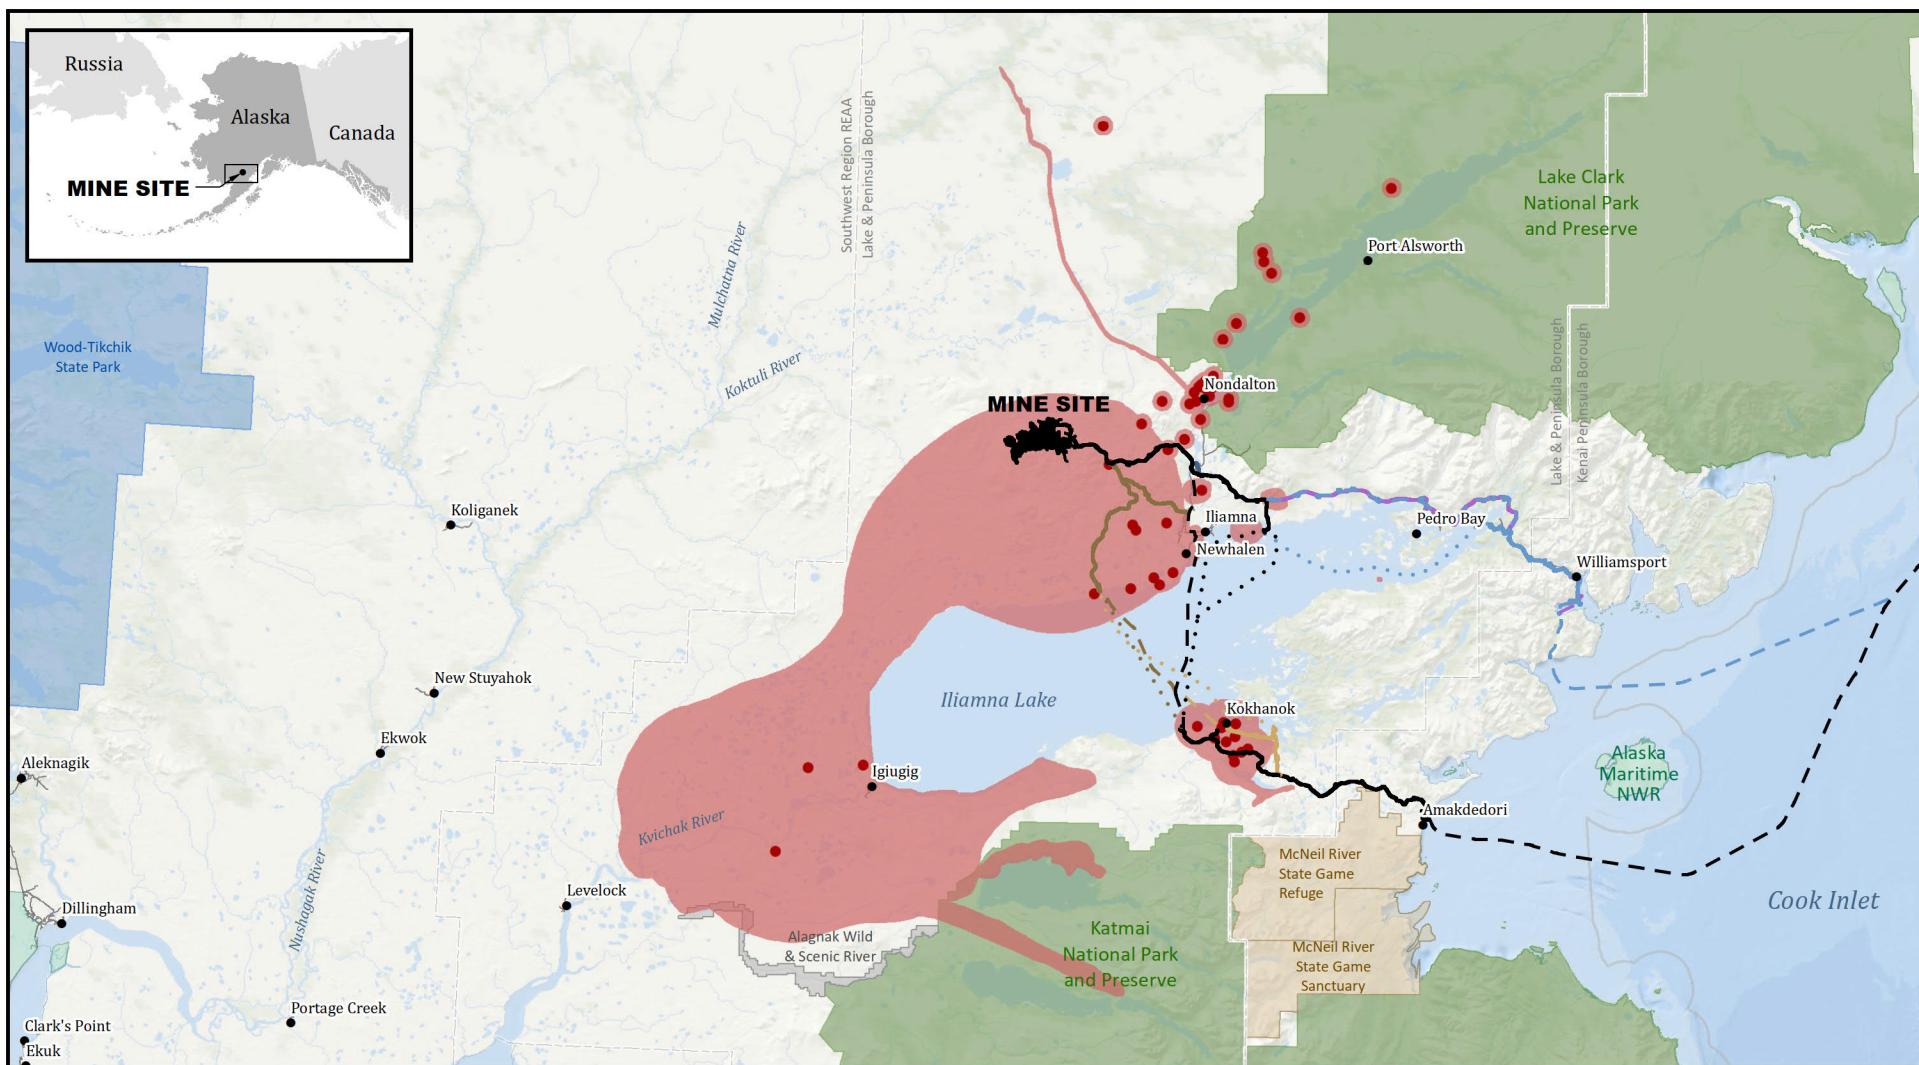 Russia
Alaska
Canada
MINE SITE
Southwest Region REAA
Lake & Peninsula Borough
Lake Clark
National Park
and Preserve
Port Alsworth
Mulchatna River
Wood-Tikchik
State Park
Koktuli River
Lake & Peninsula Borough
Kenai Peninsula Borough
Nondalton
MINE SITE
Koliganek
Iliamna
Pedro Bay
Newhalen
Williamsport
New Stuyahok
Iliamna Lake
Kokhanok
Ekwok
Aleknagik
Igiugig
Alaska
Maritime
NWR
Amakdedori
Kvichak River
McNeil River
State Game
Refuge
Levelock
Dillingham
Nushagak River
Cook Inlet
Alagnak Wild
& Scenic River
Katmai
National Park
and Preserve
McNeil River
State Game
Sanctuary
Portage Creek
Clark's Point
Ekuk